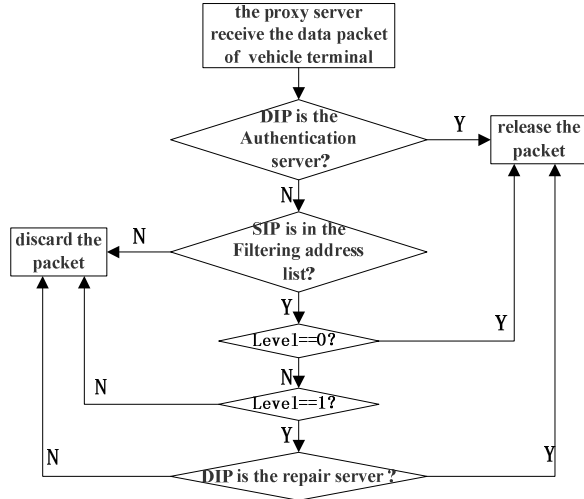 the proxy server
receive the data packet
of vehicle terminal
DIP is the
Authentication
server?
Y
release the
packet
N
SIP is in the
Filtering address
list?
N
discard the
packet
Y
Level==0?
Y
N
Level==1?
N
Y
DIP is the repair server ?
N
Y